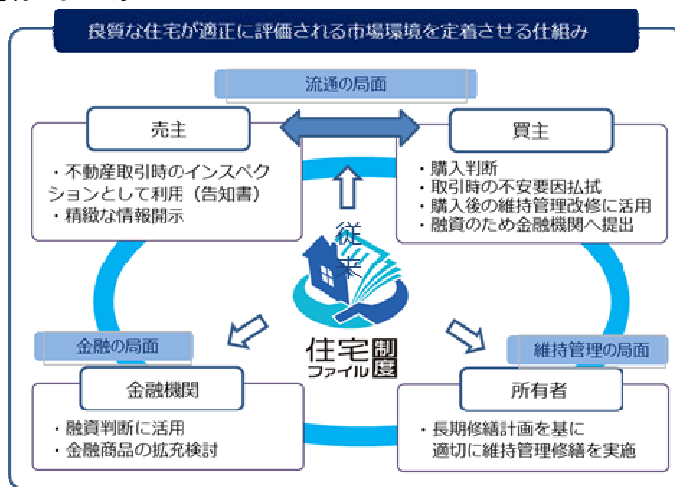 良質な住宅が適正に評価される市場環境を定着させる仕組み
流通の局面
売主
・不動産取引時のインスペク
ションとして利用（告知書）
・精緻な情報開示
買主
・購入判断
・取引時の不安要因払拭
・購入後の維持管理改修に活用
・融資のため金融機関へ提出
従
来
住宅制度
ファイル
金融の局面
金融機関
・融資判断に活用
・金融商品の拡充検討
維持管理の局面
所有者
・長期修繕計画を基に
適切に維持管理修繕を実施